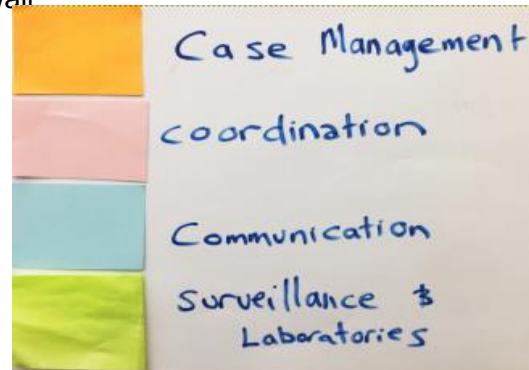 Case Management
coordination
Communication
Surveillance &
Laboratories